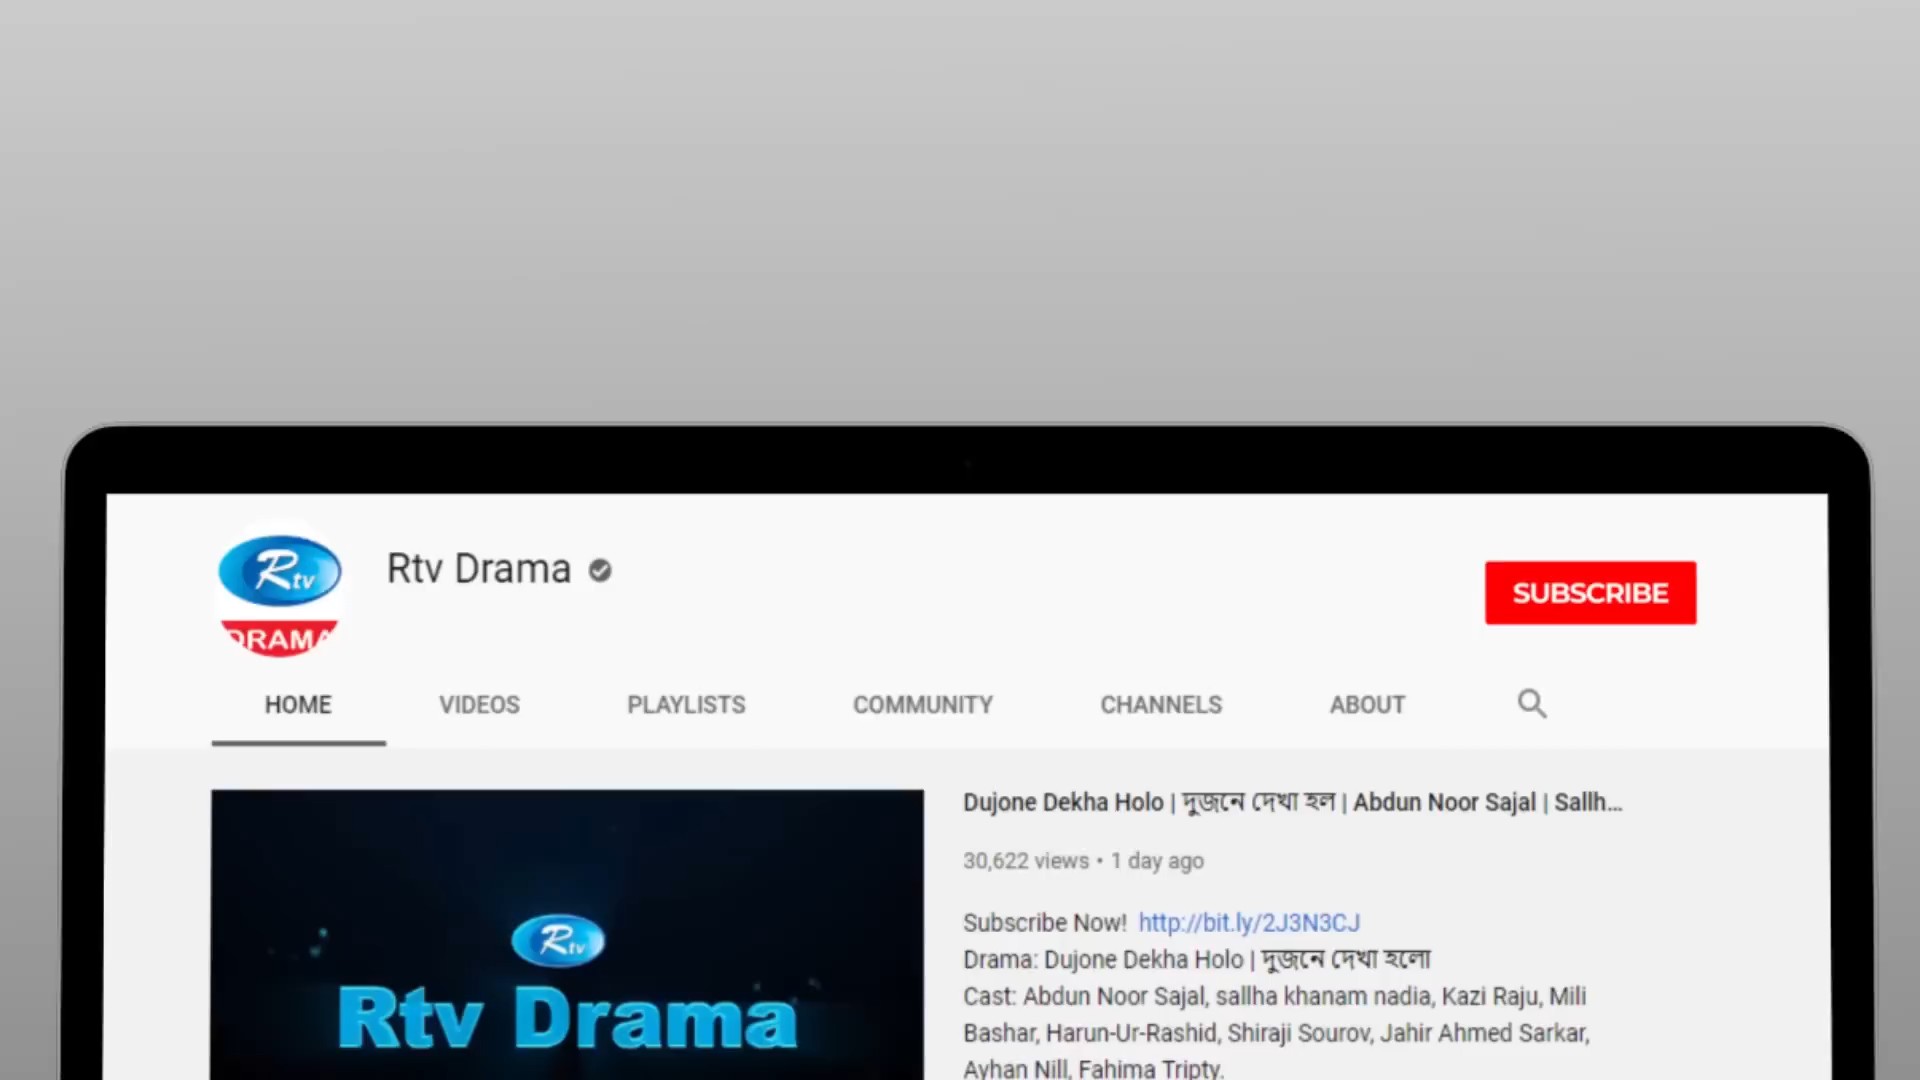 Rtv
DRAMA
Rtv Drama
SUBSCRIBE
HOME
VIDEOS
PLAYLISTS
COMMUNITY
CHANNELS
ABOUT
Dujone Dekha Holo | দুজনে দেখা হল | Abdun Noor Sajal | Sallh...
30,622 views • 1 day ago
Subscribe Now! http://bit.ly/2J3N3CJ
Drama: Dujone Dekha Holo | দুজনে দেখা হলো
Cast: Abdun Noor Sajal, sallha khanam nadia, Kazi Raju, Mili
Bashar, Harun-Ur-Rashid, Shiraji Sourov, Jahir Ahmed Sarkar,
Ayhan Nill, Fahima Tripty.
Rtv
Rtv Drama